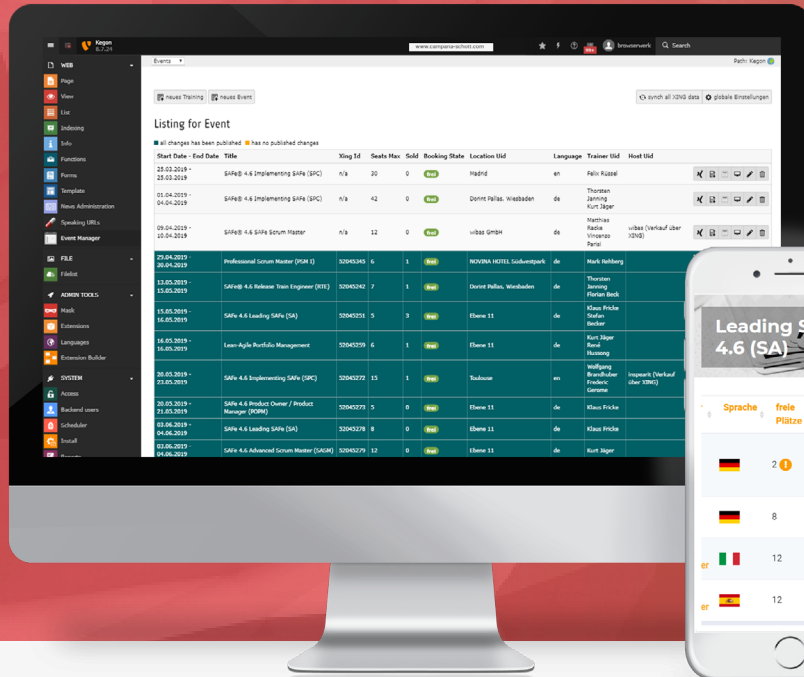 Kegon
8.7.24
www.campana-schott.com
99+
browserwerk
Search
WEB
Page
View
List
Indexing
Info
Functions
Forms
Template
News Administration
Speaking URLs
Event Manager
FILE
Filelist
ADMIN TOOLS
Mask
Extensions
Languages
Extension Builder
SYSTEM
Access
Backend users
Scheduler
Install
Reports
Events
Path: Kegon
neues Training neues Event
synch all XING data globale Einstellungen
Listing for Event
all changes has been published has no published changes
Start Date - End Date Title Xing Id Seats Max Sold Booking State Location Uid Language Trainer Uid Host Uid
25.03.2019 -
25.03.2019
SAFe® 4.6 Implementing SAFe (SPC) n/a 30 0 frei Madrid en Felix Rüssel
01.04.2019 -
04.04.2019
SAFe® 4.6 Implementing SAFe (SPC) n/a 42 0 frei Dorint Pallas, Wiesbaden de
Thorsten
Janning
Kurt Jäger
09.04.2019 -
10.04.2019
SAFe® 4.6 SAFe Scrum Master n/a 12 0 frei wibas GmbH de
Matthias
Racke
Vincenzo
Parisi
wibas (Verkauf über
XING)
29.04.2019 -
30.04.2019
Professional Scrum Master (PSM I) 52045345 6 1 frei NOVINA HOTEL Südwestpark de Mark Rehberg
13.05.2019 -
15.05.2019
SAFe® 4.6 Release Train Engineer (RTE) 52045242 7 1 frei Dorint Pallas, Wiesbaden de
Thorsten
Janning
Florian Beck
15.05.2019 -
16.05.2019
SAFe 4.6 Leading SAFe (SA) 52045251 5 3 frei Ebene 11 de
Klaus Fricke
Stefan
Becker
16.05.2019 -
16.05.2019
Lean-Agile Portfolio Management 52045259 6 1 frei Ebene 11 de
Kurt Jäger
René
Hussong
20.05.2019 -
23.05.2019
SAFe 4.6 Implementing SAFe (SPC) 52045272 15 1 frei Toulouse en
Wolfgang
Brandhuber
Frederic
Gerome
inspearit (Verkauf
über XING)
20.05.2019 -
21.05.2019
SAFe 4.6 Product Owner / Product
Manager (POPM)
52045273 5 0 frei Ebene 11 de Klaus Fricke
03.06.2019 -
04.06.2019
SAFe 4.6 Leading SAFe (SA) 52045278 8 0 frei Ebene 11 de Klaus Fricke
03.06.2019 -
04.06.2019
SAFe 4.6 Advanced Scrum Master (SASM) 52045279 12 0 frei Ebene 11 de Kurt Jäger
Leading S
4.6 (SA)
Sprache freie
Plätze
2
8
er 12
er 12